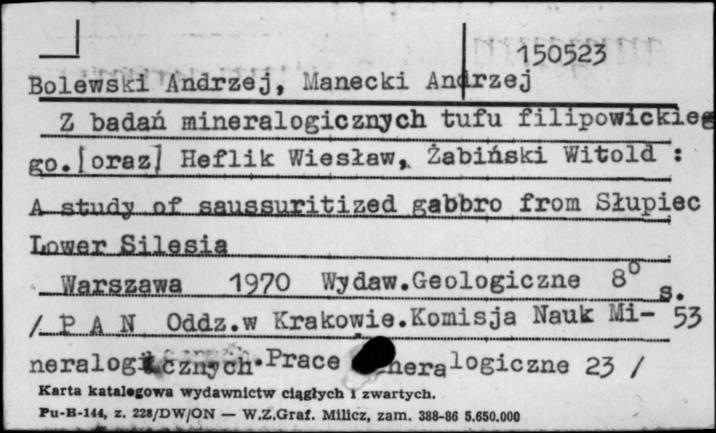 150523
Bolewski Andrzej, Manecki Andrzej
Z badań mineralogicznych tufu filipowickieg
go. [oraz] Heflik Wiesław, Żabiński Witold :
A study of saussuritized gabbro from Słupiec
Lower Silesia
Warszawa 1970 Wydaw.Geologiczne 8° s.
/ P A N Oddz.w Krakowie.Komisja Nauk Mi- 53
neralogicznych. Prace logiczne 23 /
Karta katalogowa wydawnictw ciągłych i zwartych.
Pu-B-144, z. 228/DW/ON — W.Z.Graf. Milicz, zam. 388-86 5.650.000